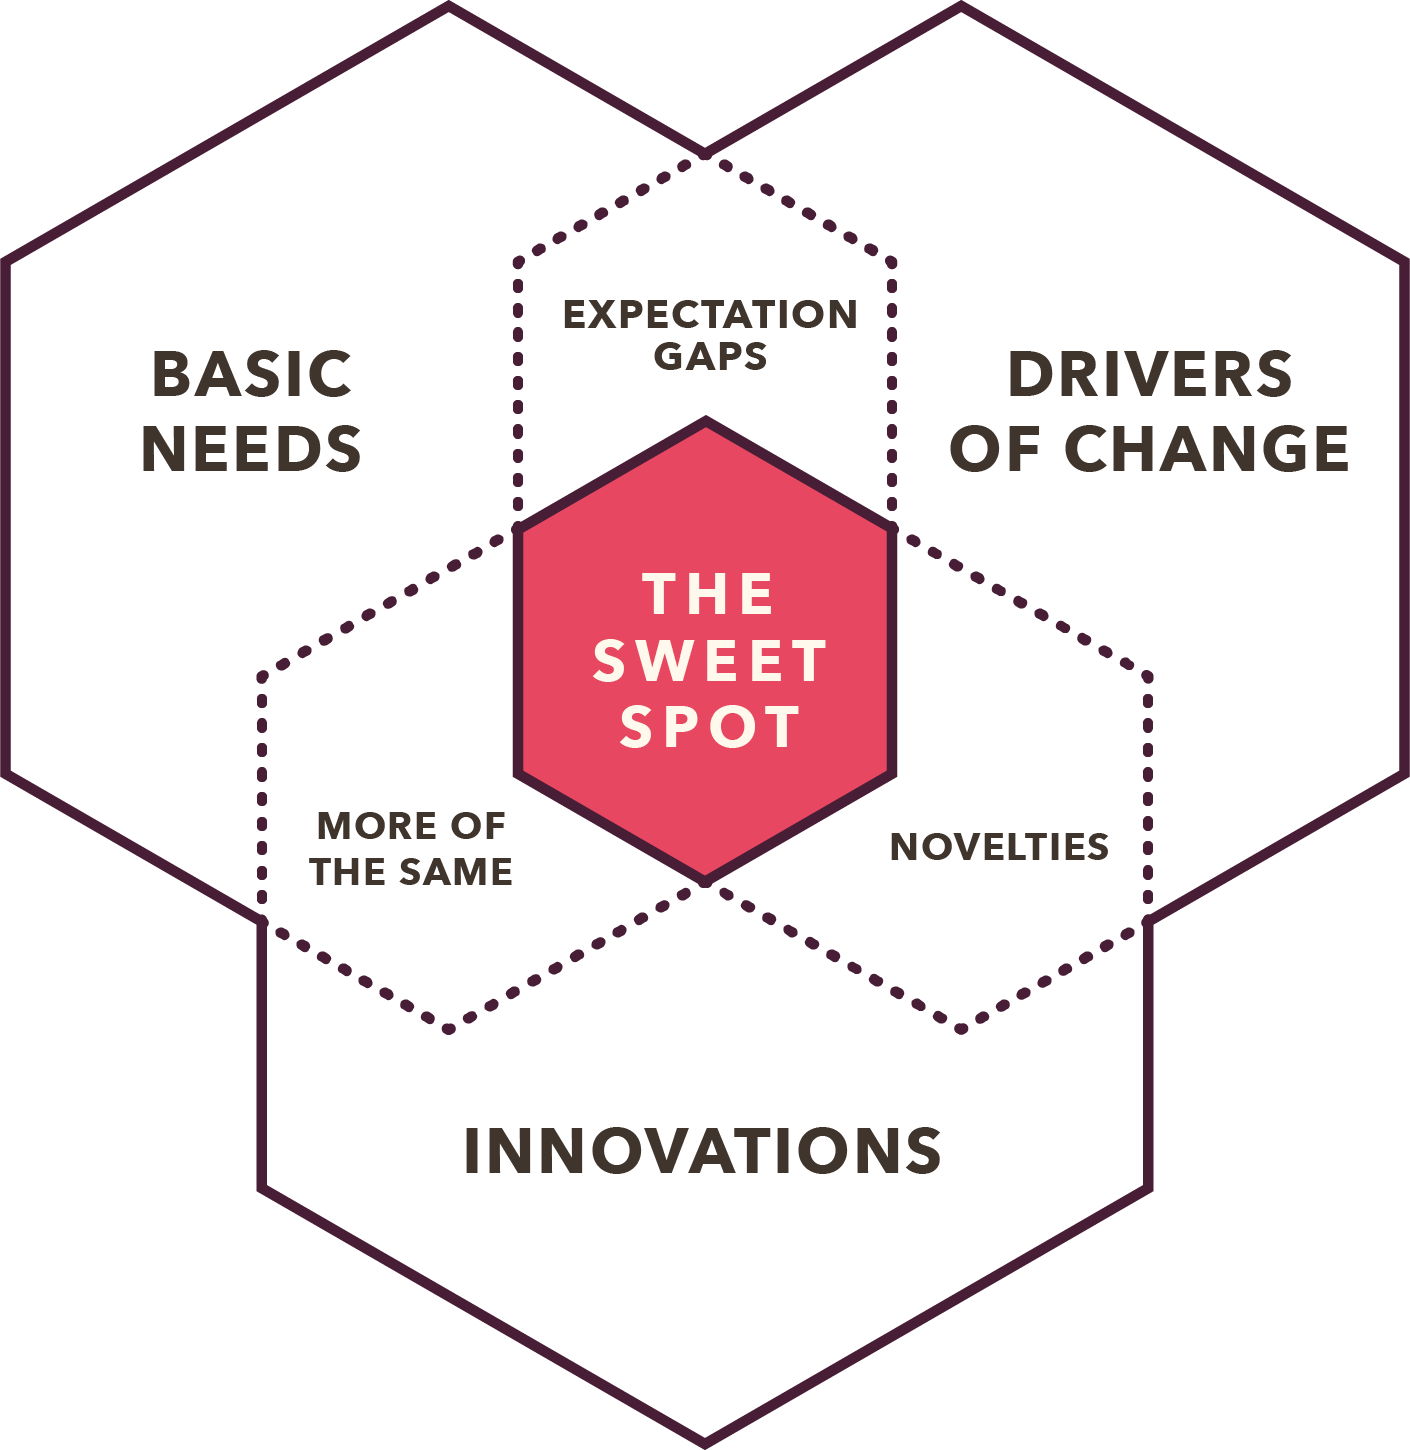 EXPECTATION
GAPS
BASIC
NEEDS
DRIVERS
OF CHANGE
THE
SWEET
SPOT
MORE OF
THE SAME
NOVELTIES
INNOVATIONS